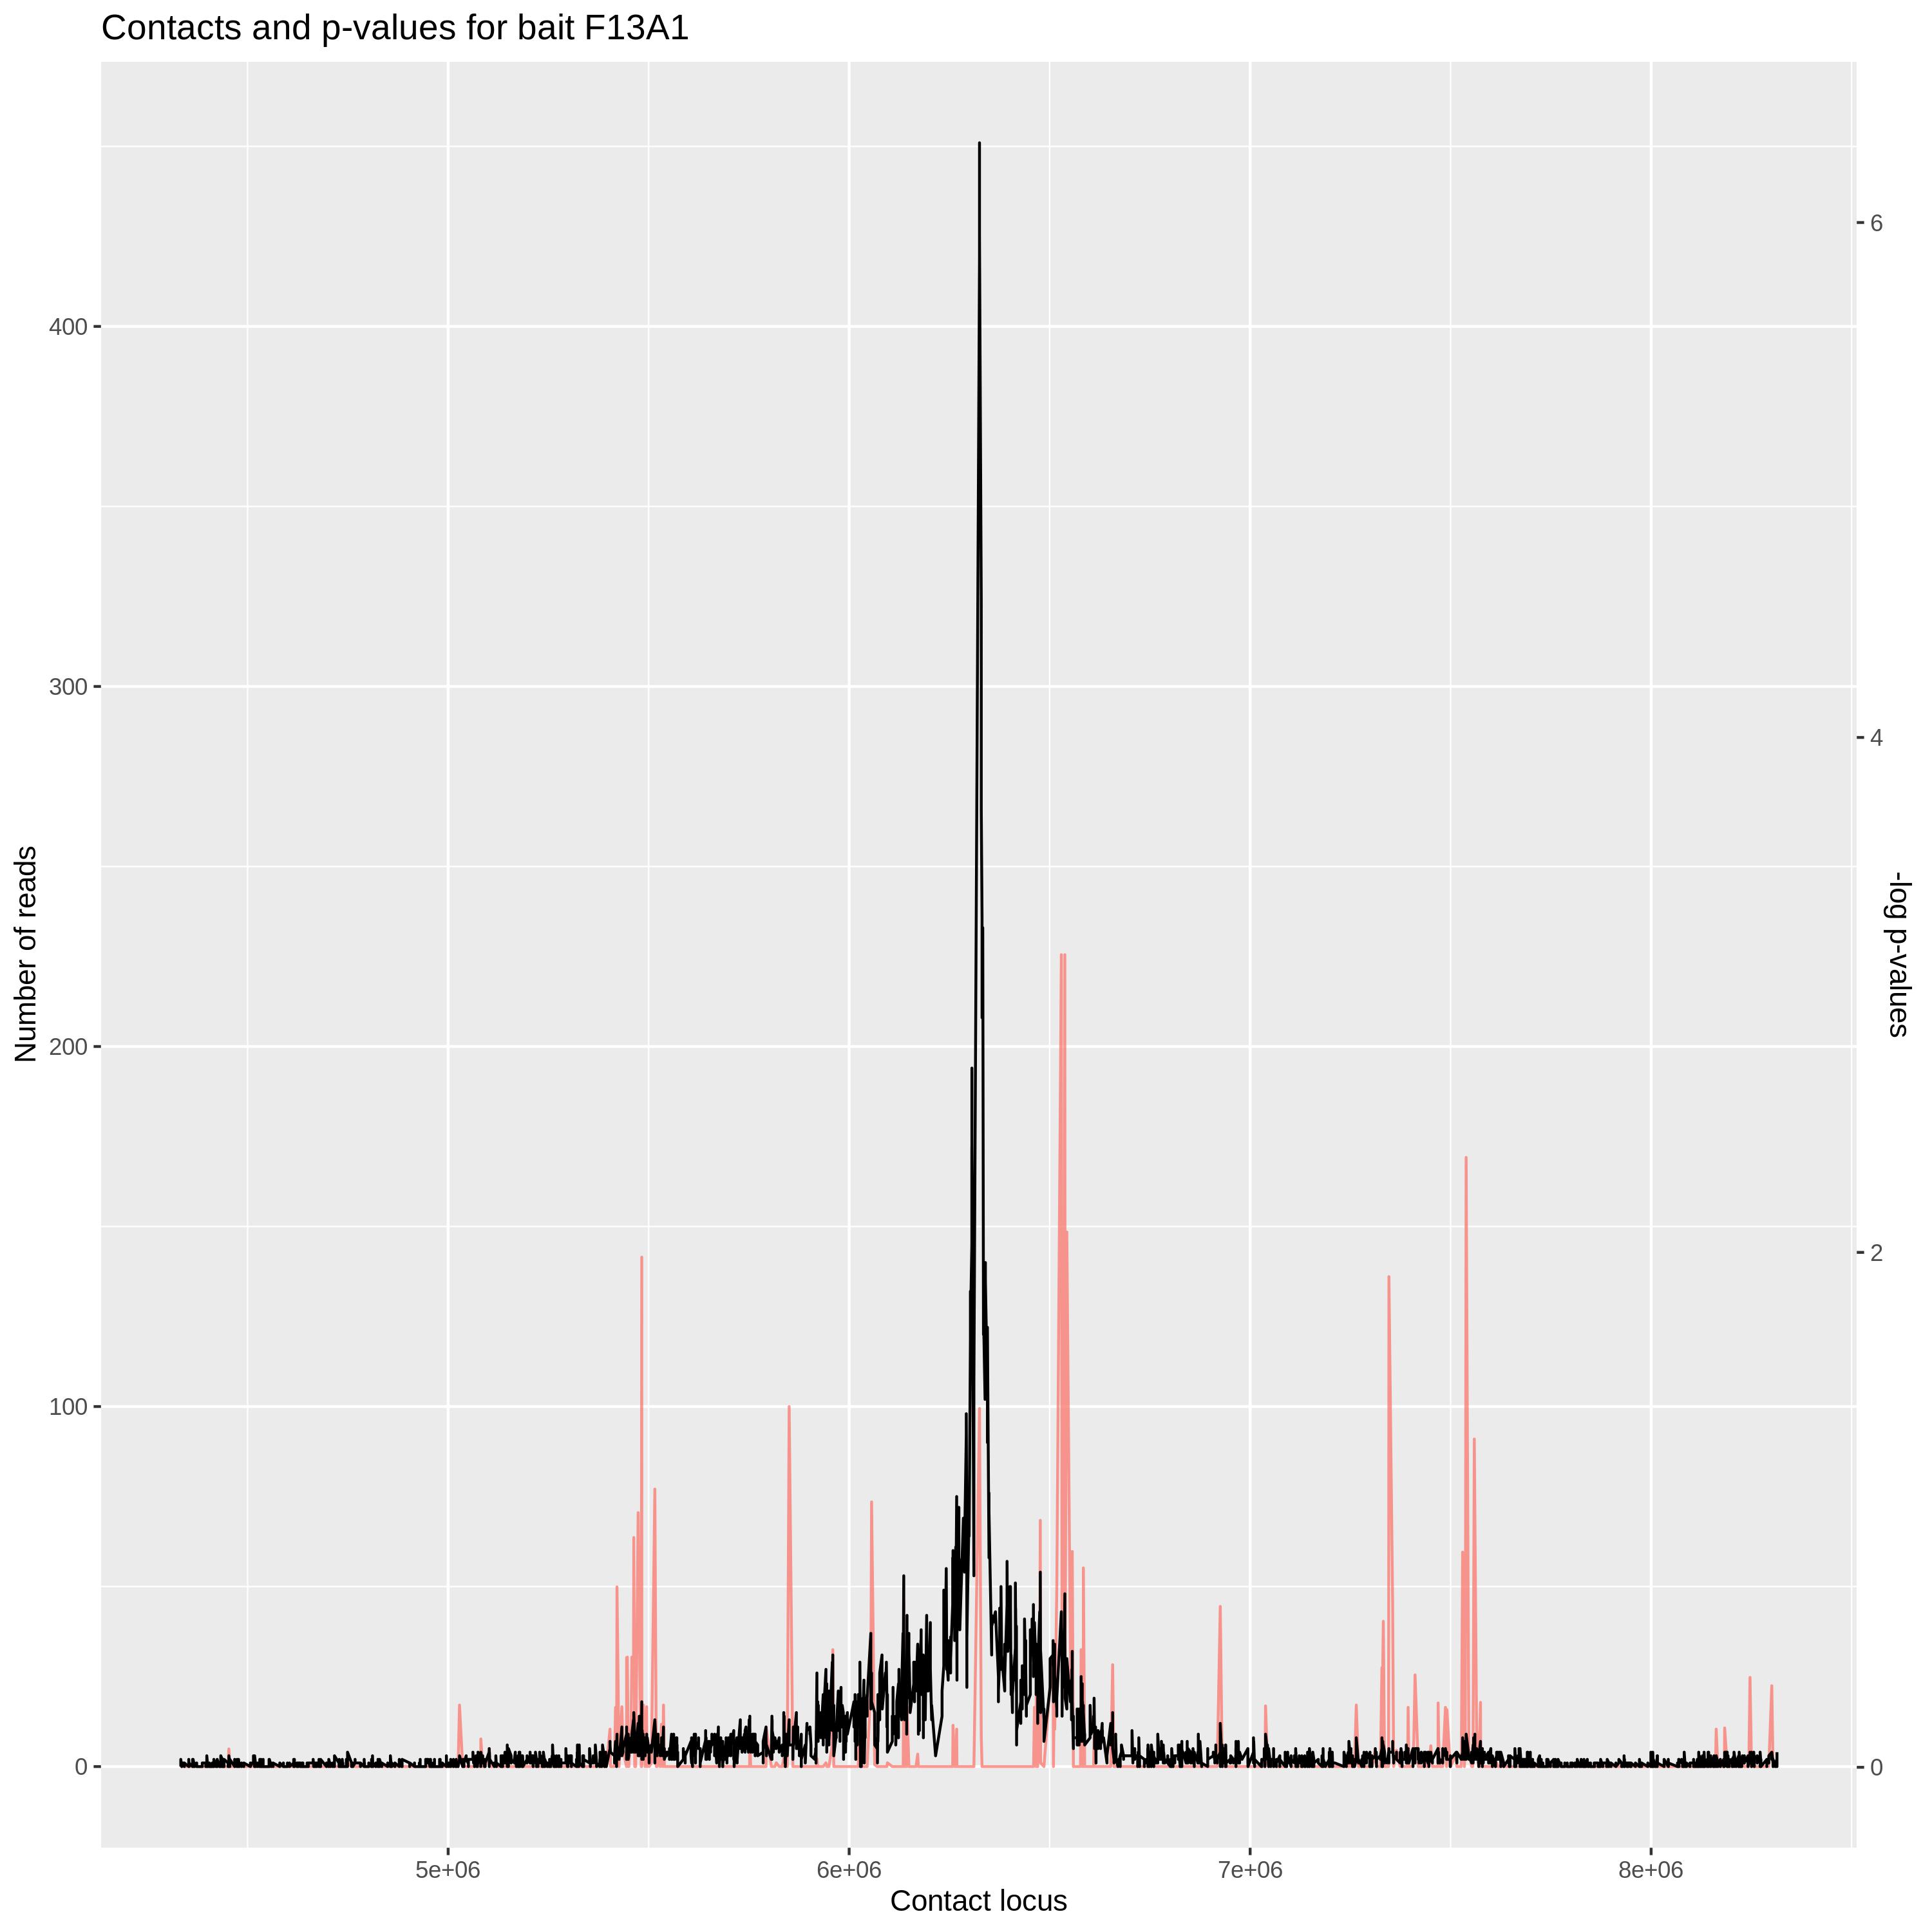 Contacts and p-values for bait F13A1
Number of reads
400
300
200
100
0
6
4
2
0
-log p-values
5e+06 6e+06 7e+06 8e+06
Contact locus